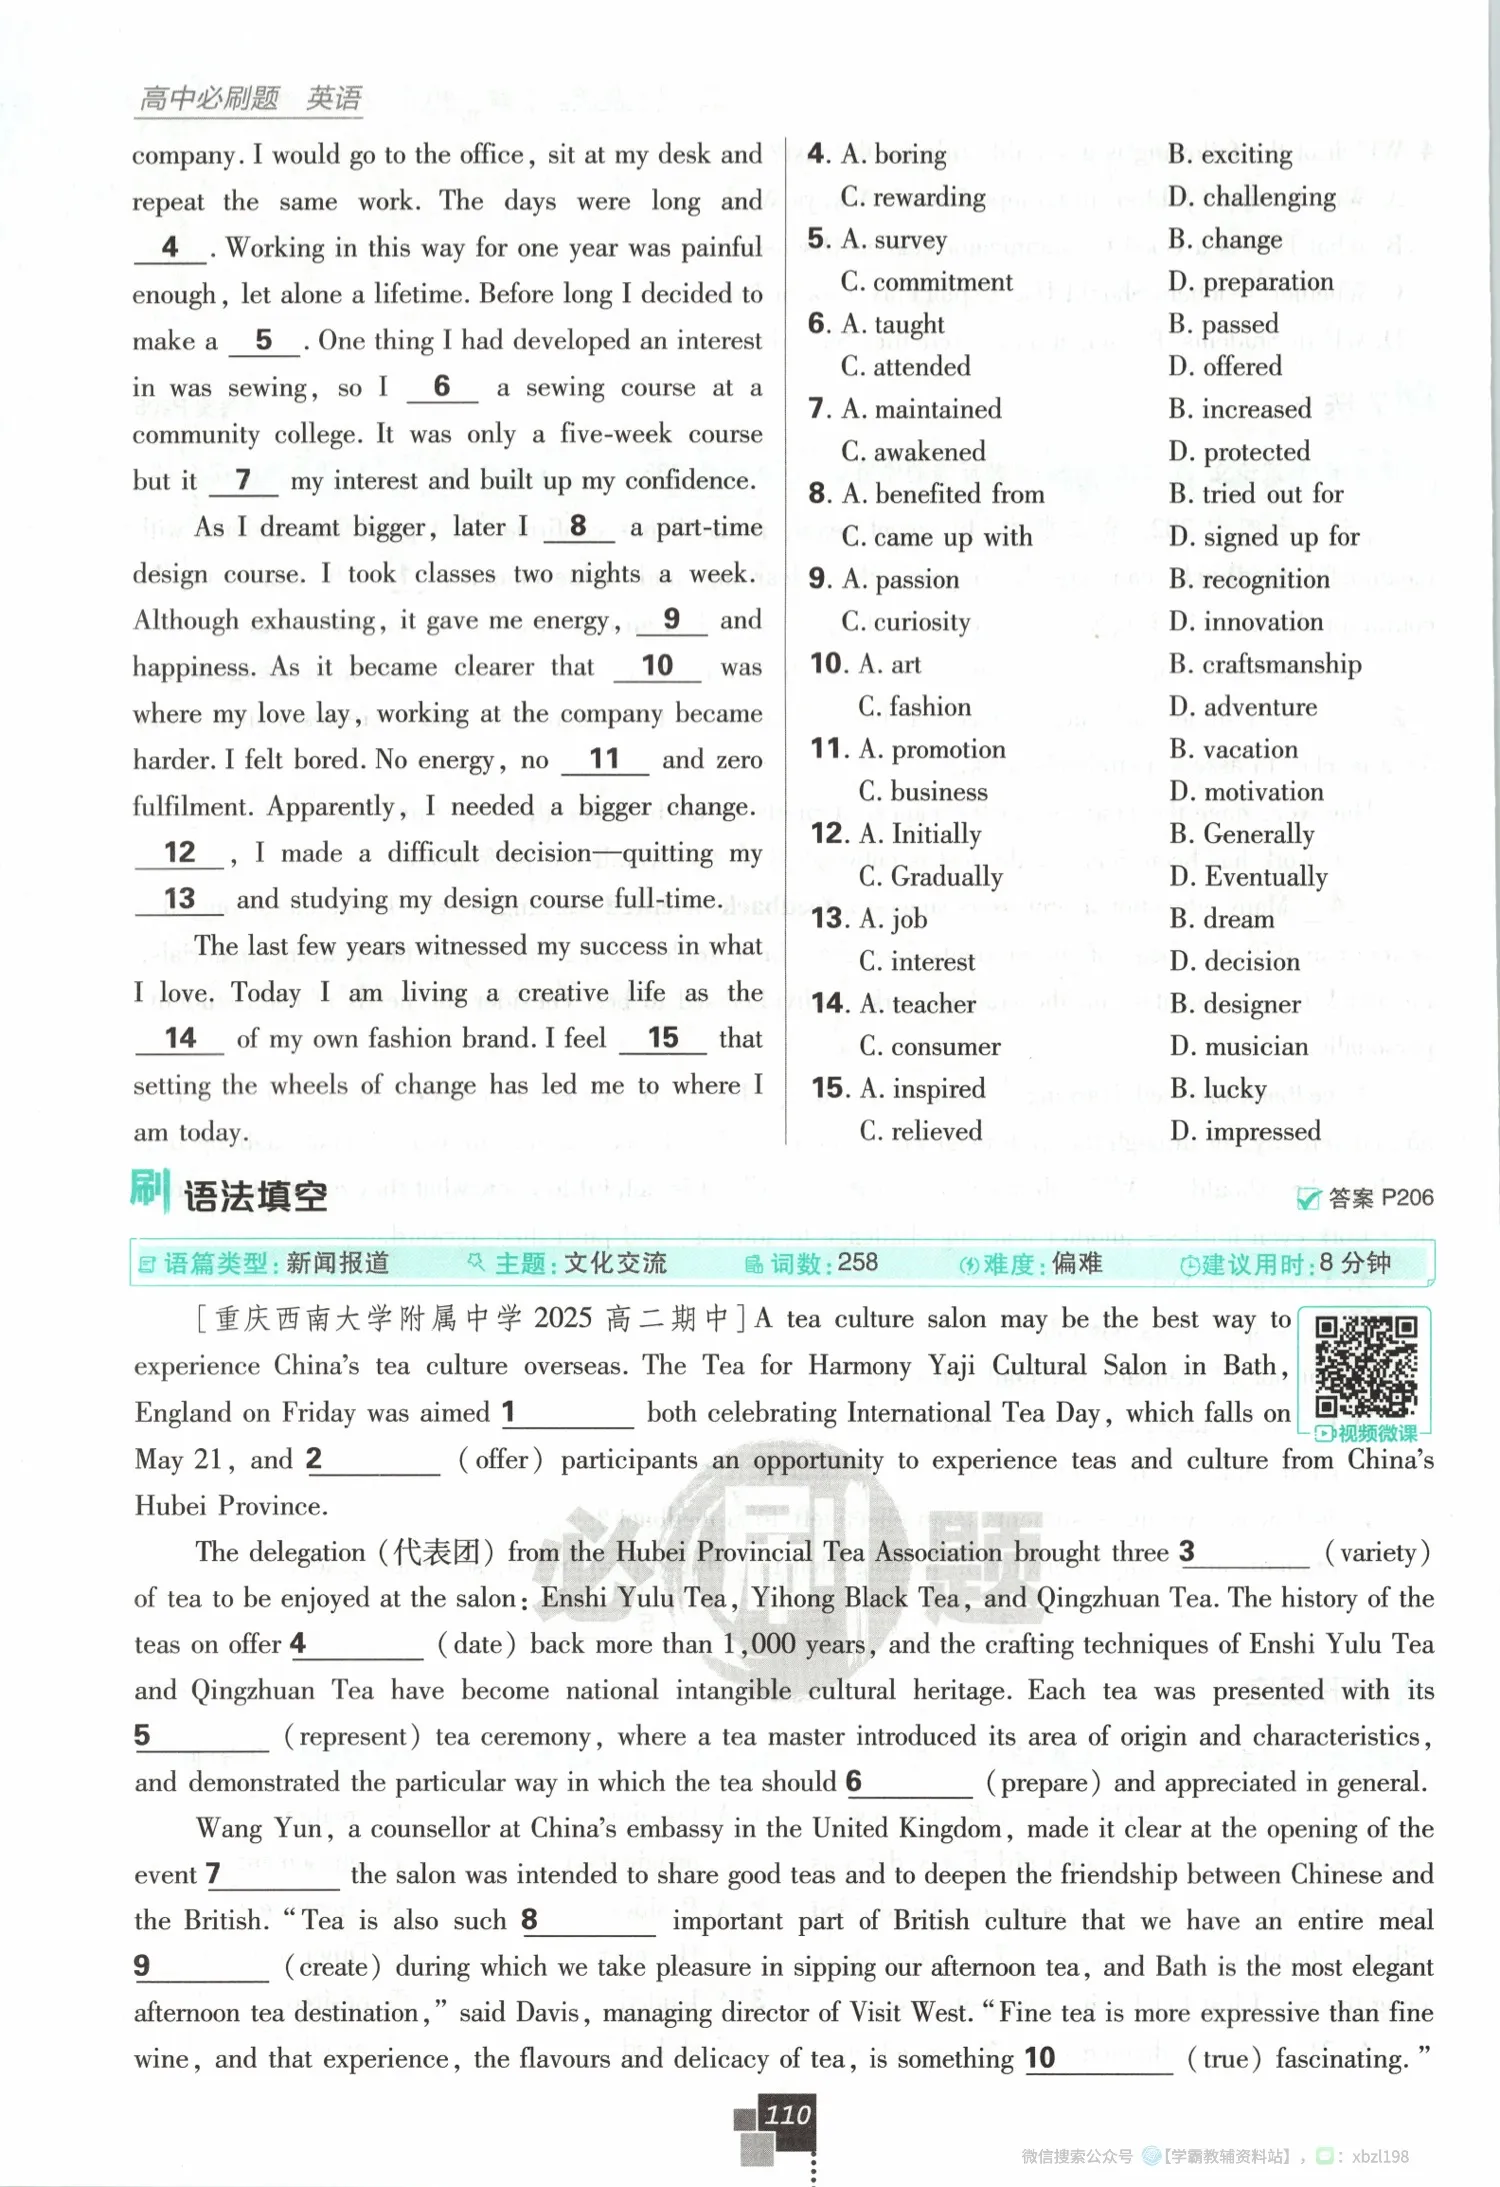 高中必刷题 英语
company. I would go to the office, sit at my desk and
repeat the same work. The days were long and
4. Working in this way for one year was painful
enough, let alone a lifetime. Before long I decided to
make a 5. One thing I had developed an interest
in was sewing, so I 6 a sewing course at a
community college. It was only a five-week course
but it 7 my interest and built up my confidence.
As I dreamt bigger, later I 8 a part-time
design course. I took classes two nights a week.
Although exhausting, it gave me energy, 9 and
happiness. As it became clearer that 10 was
where my love lay, working at the company became
harder. I felt bored. No energy, no 11 and zero
fulfilment. Apparently, I needed a bigger change.
12, I made a difficult decision—quitting my
13 and studying my design course full-time.
The last few years witnessed my success in what
I love. Today I am living a creative life as the
14 of my own fashion brand. I feel 15 that
setting the wheels of change has led me to where I
am today.
4. A. boring B. exciting
C. rewarding D. challenging
5. A. survey B. change
C. commitment D. preparation
6. A. taught B. passed
C. attended D. offered
7. A. maintained B. increased
C. awakened D. protected
8. A. benefited from B. tried out for
C. came up with D. signed up for
9. A. passion B. recognition
C. curiosity D. innovation
10. A. art B. craftsmanship
C. fashion D. adventure
11. A. promotion B. vacation
C. business D. motivation
12. A. Initially B. Generally
C. Gradually D. Eventually
13. A. job B. dream
C. interest D. decision
14. A. teacher B. designer
C. consumer D. musician
15. A. inspired B. lucky
C. relieved D. impressed
刷 语法填空
答案 P206
语篇类型：新闻报道 主题：文化交流 词数：258 难度：偏难 建议用时：8分钟
[重庆西南大学附属中学 2025 高二期中] A tea culture salon may be the best way to
experience China's tea culture overseas. The Tea for Harmony Yaji Cultural Salon in Bath,
England on Friday was aimed 1________ both celebrating International Tea Day, which falls on
视频微课
May 21, and 2________ (offer) participants an opportunity to experience teas and culture from China's
Hubei Province.
The delegation (代表团) from the Hubei Provincial Tea Association brought three 3________ (variety)
of tea to be enjoyed at the salon: Enshi Yulu Tea, Yihong Black Tea, and Qingzhuan Tea. The history of the
teas on offer 4________ (date) back more than 1,000 years, and the crafting techniques of Enshi Yulu Tea
and Qingzhuan Tea have become national intangible cultural heritage. Each tea was presented with its
5________ (represent) tea ceremony, where a tea master introduced its area of origin and characteristics,
and demonstrated the particular way in which the tea should 6________ (prepare) and appreciated in general.
Wang Yun, a counsellor at China's embassy in the United Kingdom, made it clear at the opening of the
event 7________ the salon was intended to share good teas and to deepen the friendship between Chinese and
the British. "Tea is also such 8________ important part of British culture that we have an entire meal
9________ (create) during which we take pleasure in sipping our afternoon tea, and Bath is the most elegant
afternoon tea destination," said Davis, managing director of Visit West. "Fine tea is more expressive than fine
wine, and that experience, the flavours and delicacy of tea, is something 10________ (true) fascinating."
必刷题
110
微信搜索公众号【学霸教辅资料站】，：xbzl198